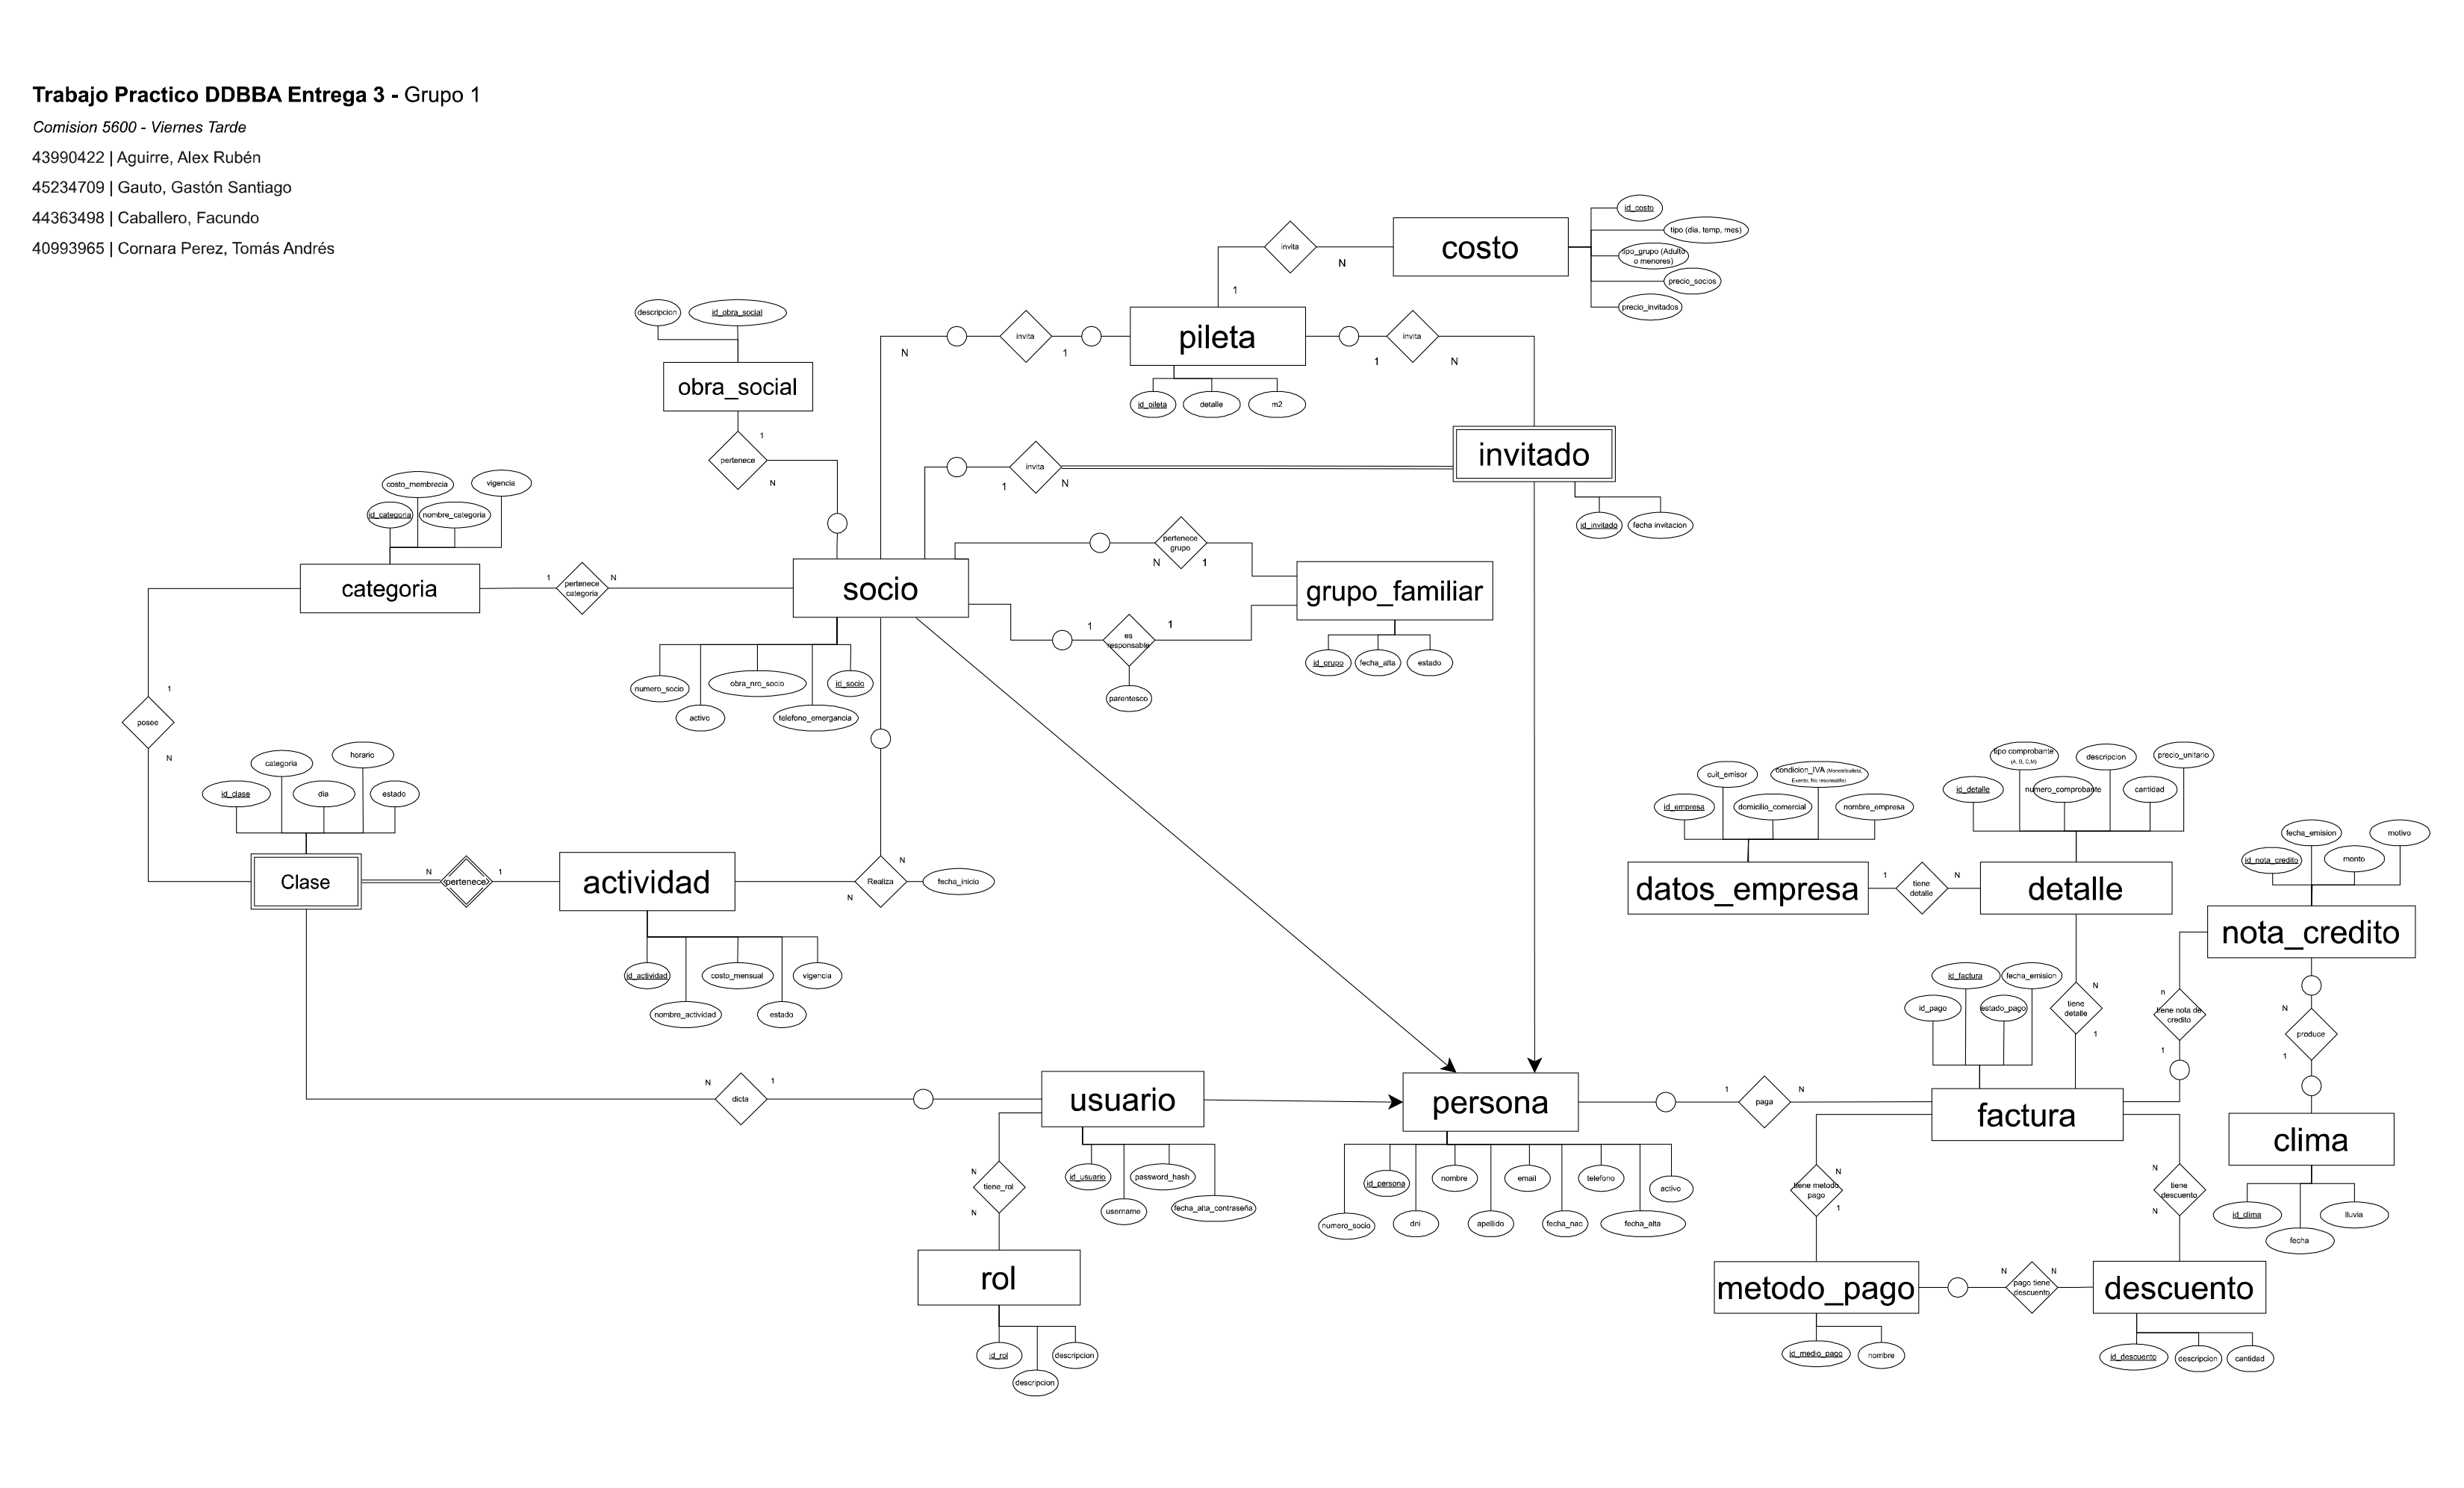 Trabajo Practico DDBBA Entrega 3 - Grupo 1
Comision 5600 - Viernes Tarde
43990422 | Aguirre, Alex Rubén
45234709 | Gauto, Gastón Santiago
44363498 | Caballero, Facundo
40993965 | Cornara Perez, Tomás Andrés
id_costo
tipo (dia, temp, mes)
tipo_grupo (Adulto
o menores)
precio_socios
precio_invitados
costo
invita
N
1
pileta
id_pileta
detalle
m2
invita
N
1
invita
1
N
descripcion
id_obra_social
obra_social
pertenece
1
N
invitado
id_invitado
fecha invitacion
invita
1
N
costo_membrecia
vigencia
id_categoria
nombre_categoria
categoria
1
pertenece
categoria
N
socio
numero_socio
activo
obra_nro_socio
telefono_emergancia
id_socio
pertenece
grupo
N
1
grupo_familiar
id_grupo
fecha_alta
estado
es
responsable
1
1
parentesco
posee
1
N
id_clase
categoria
dia
horario
estado
Clase
N
pertenece
1
actividad
id_actividad
nombre_actividad
costo_mensual
estado
vigencia
Realiza
N
N
fecha_inicio
dicta
N
1
usuario
id_usuario
username
password_hash
fecha_alta_contraseña
tiene_rol
N
N
rol
id_rol
descripcion
descripcion
persona
numero_socio
id_persona
dni
nombre
apellido
email
fecha_nac
telefono
fecha_alta
activo
paga
1
N
id_empresa
cuit_emisor
domicilio_comercial
condicion_IVA (Monotributista,
Exento, No resonsable)
nombre_empresa
datos_empresa
1
tiene
detalle
N
id_detalle
tipo comprobante
(A, B, C,M)
numero_comprobante
descripcion
cantidad
precio_unitario
detalle
tiene
detalle
N
1
id_pago
id_factura
estado_pago
fecha_emision
factura
id_nota_credito
fecha_emision
monto
motivo
nota_credito
n
tiene nota de
credito
1
N
produce
1
clima
id_clima
fecha
lluvia
N
tiene metodo
pago
1
N
tiene
descuento
N
metodo_pago
id_medio_pago
nombre
N
pago tiene
descuento
N
descuento
id_descuento
descripcion
cantidad